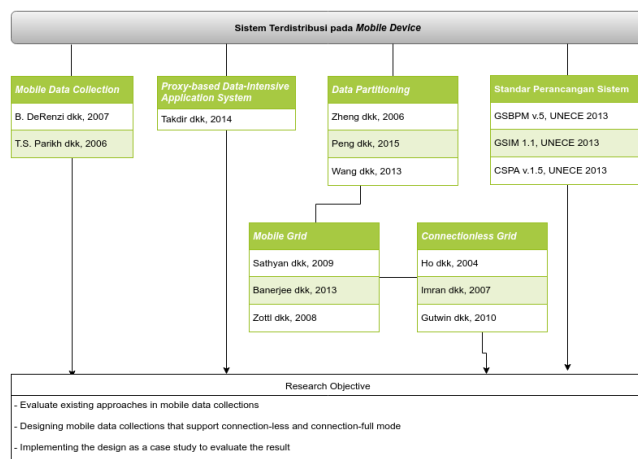 Sistem Terdistribusi pada Mobile Device
Mobile Data Collection
B. DeRenzi dkk, 2007
T.S. Parikh dkk, 2006
Proxy-based Data-Intensive
Application System
Takdir dkk, 2014
Data Partitioning
Zheng dkk, 2006
Peng dkk, 2015
Wang dkk, 2013
Standar Perancangan Sistem
GSBPM v.5, UNECE 2013
GSIM 1.1, UNECE 2013
CSPA v.1.5, UNECE 2013
Mobile Grid
Sathyan dkk, 2009
Banerjee dkk, 2013
Zottl dkk, 2008
Connectionless Grid
Ho dkk, 2004
Imran dkk, 2007
Gutwin dkk, 2010
Research Objective
- Evaluate existing approaches in mobile data collections
- Designing mobile data collections that support connection-less and connection-full mode
- Implementing the design as a case study to evaluate the result